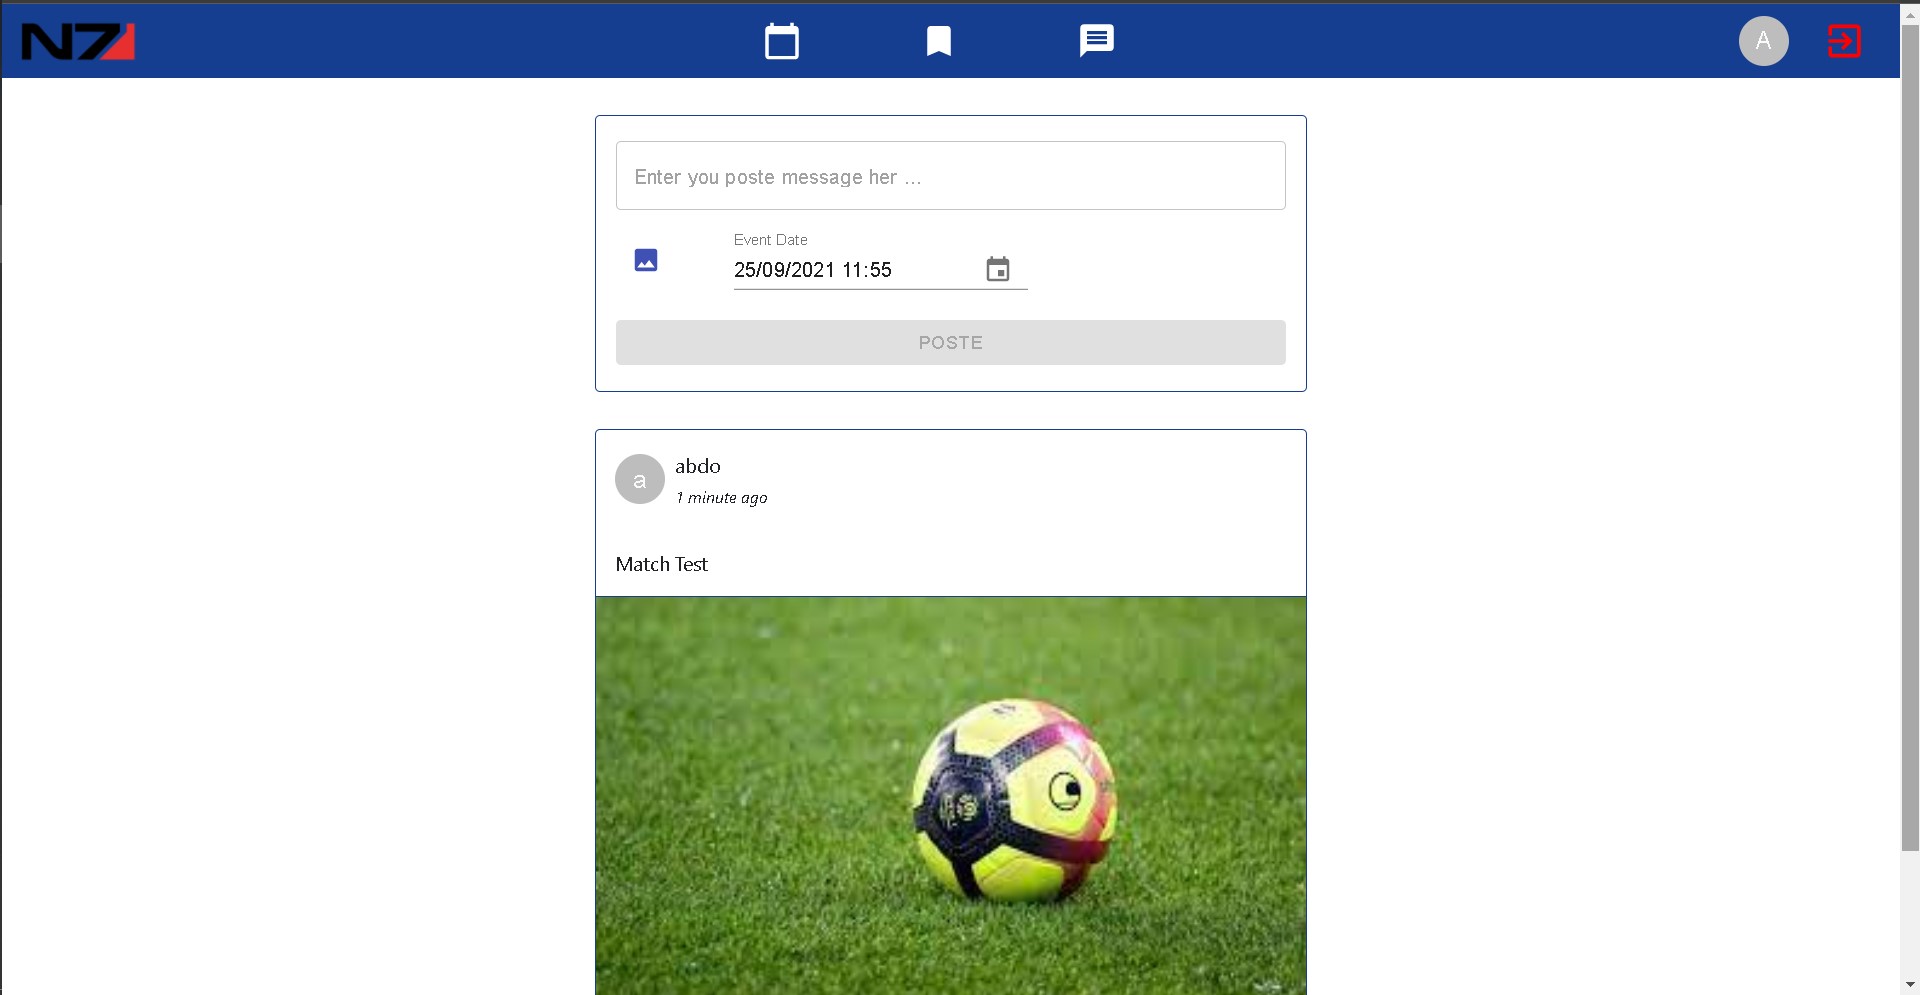 N7
A
Enter you poste message her ...
Event Date
25/09/2021 11:55
POSTE
a
abdo
1 minute ago
Match Test